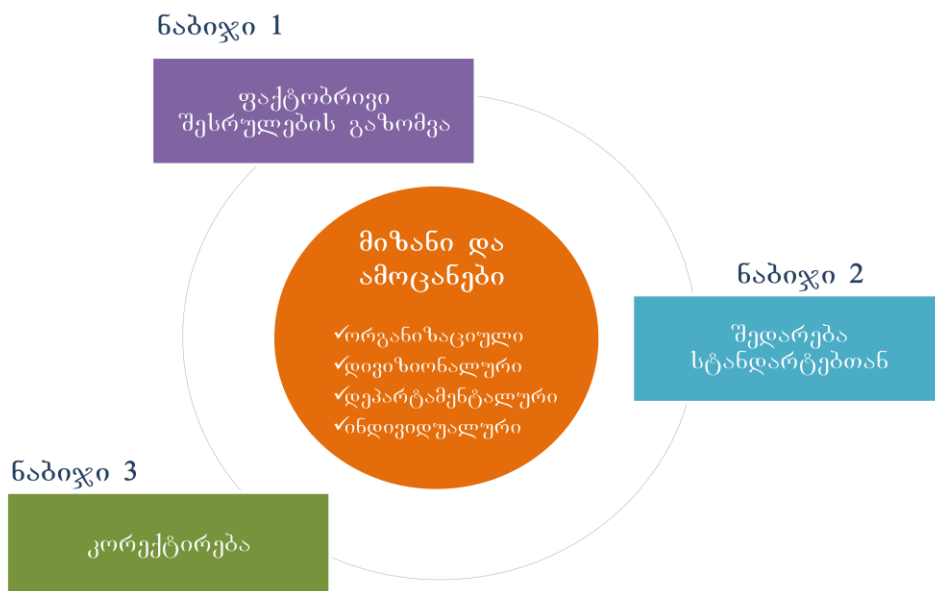 ნაბიჯი 1
ფაქტობრივი
შესრულების გაზომვა
მიზანი და
ამოცანები
✓ორგანიზაციული
✓დივიზიონალური
✓დეპარტამენტალური
✓ინდივიდუალური
ნაბიჯი 2
შედარება
სტანდარტებთან
ნაბიჯი 3
კორექტირება